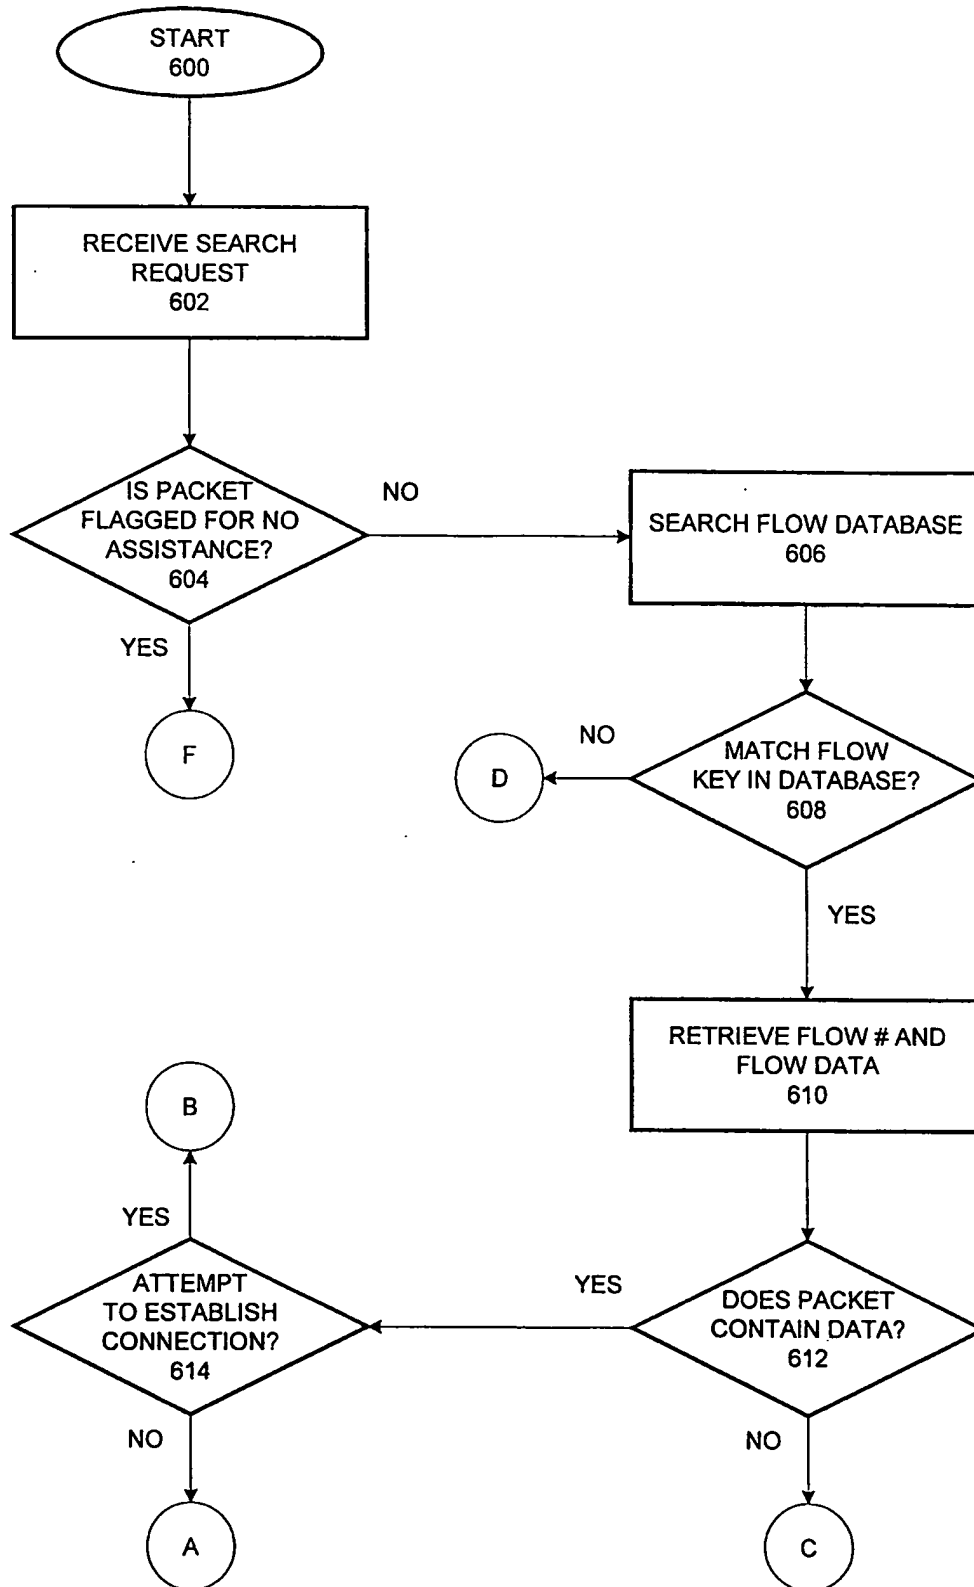 START
600
RECEIVE SEARCH
REQUEST
602
IS PACKET
FLAGGED FOR NO
ASSISTANCE?
604
NO
YES
SEARCH FLOW DATABASE
606
F
MATCH FLOW
KEY IN DATABASE?
608
NO
D
YES
RETRIEVE FLOW # AND
FLOW DATA
610
B
YES
ATTEMPT
TO ESTABLISH
CONNECTION?
614
YES
DOES PACKET
CONTAIN DATA?
612
NO
NO
A
C